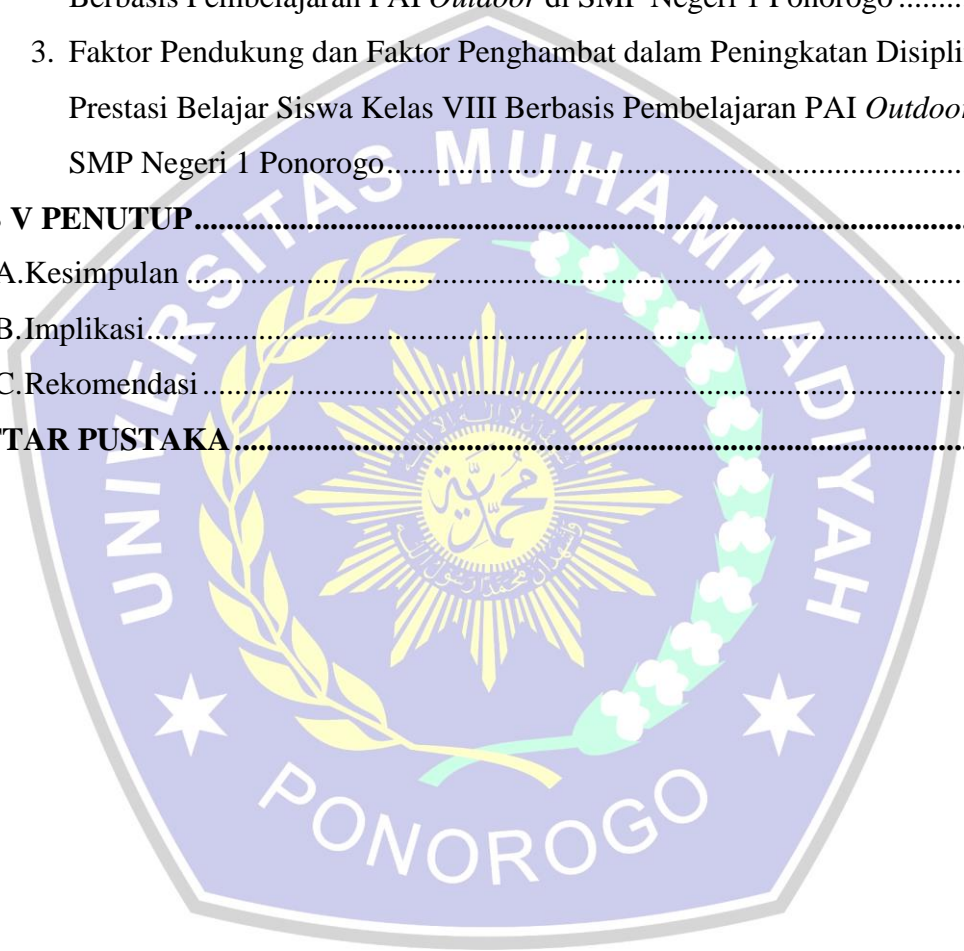 Berbasis Pembelajaran PAI Outdoor di SMP Negeri 1 Ponorogo ........
3. Faktor Pendukung dan Faktor Penghambat dalam Peningkatan Disipli
Prestasi Belajar Siswa Kelas VIII Berbasis Pembelajaran PAI Outdoor
SMP Negeri 1 Ponorogo........................................................................
V PENUTUP................................................................................................
A.Kesimpulan ................................................................................................
B.Implikasi.....................................................................................................
C.Rekomendasi ..............................................................................................
TAR PUSTAKA ...........................................................................................
UNIVERSITAS MUHAMMADIYAH
PONOROGO
محمدية